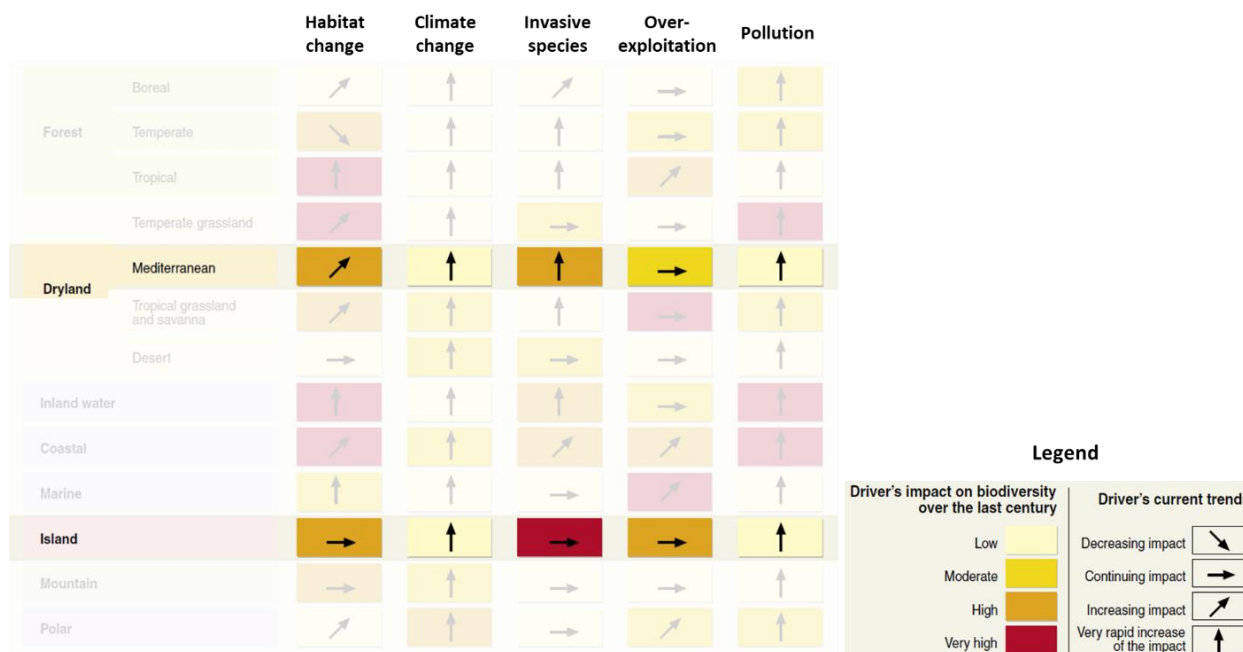 Habitat
change
Climate
change
Invasive
species
Over-
exploitation
Pollution
Boreal
Forest
Temperate
Tropical
Temperate grassland
Mediterranean
Dryland
Tropical grassland
and savanna
Desert
Inland water
Coastal
Marine
Island
Mountain
Polar
Legend
Driver's impact on biodiversity
over the last century
Low
Moderate
High
Very high
Driver's current trends
Decreasing impact
Continuing impact
Increasing impact
Very rapid increase
of the impact